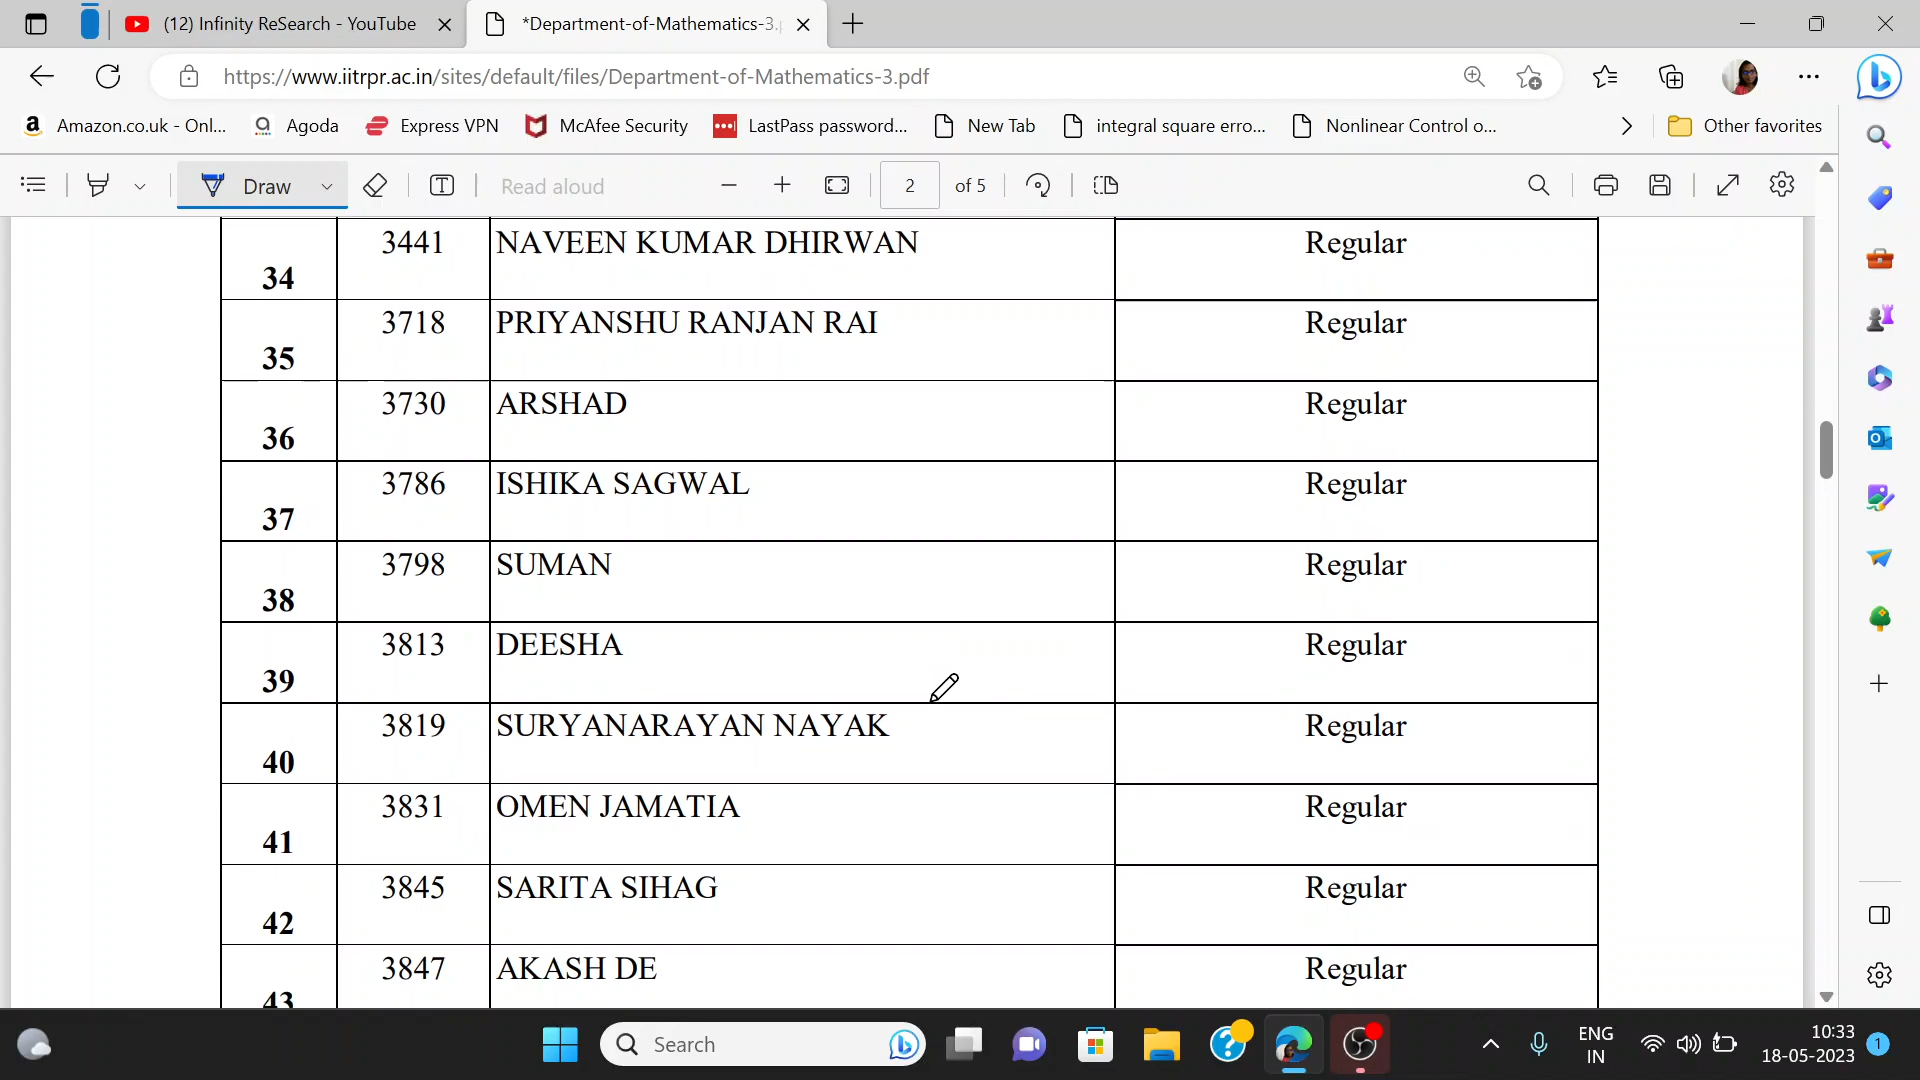 (12) Infinity ReSearch - YouTube
*Department-of-Mathematics-3.
https://www.iitrpr.ac.in/sites/default/files/Department-of-Mathematics-3.pdf
Amazon.co.uk - Onl... Agoda Express VPN McAfee Security LastPass password... New Tab integral square erro... Nonlinear Control o... Other favorites
Draw Read aloud 2 of 5
34 3441 NAVEEN KUMAR DHIRWAN Regular
35 3718 PRIYANSHU RANJAN RAI Regular
36 3730 ARSHAD Regular
37 3786 ISHIKA SAGWAL Regular
38 3798 SUMAN Regular
39 3813 DEESHA Regular
40 3819 SURYANARAYAN NAYAK Regular
41 3831 OMEN JAMATIA Regular
42 3845 SARITA SIHAG Regular
43 3847 AKASH DE Regular
Search
ENG
IN
10:33
18-05-2023
1